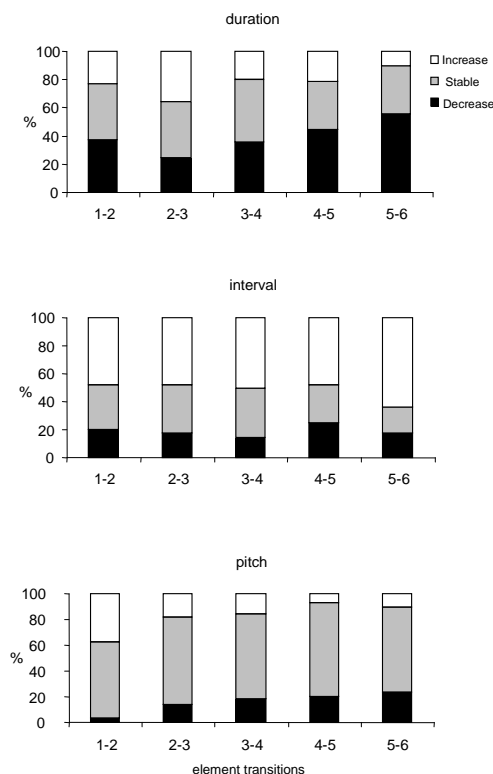 duration
100
80
60
40
20
0
%
Increase
Stable
Decrease
1-2 2-3 3-4 4-5 5-6
interval
100
80
60
40
20
0
%
1-2 2-3 3-4 4-5 5-6
pitch
100
80
60
40
20
0
%
1-2 2-3 3-4 4-5 5-6
element transitions